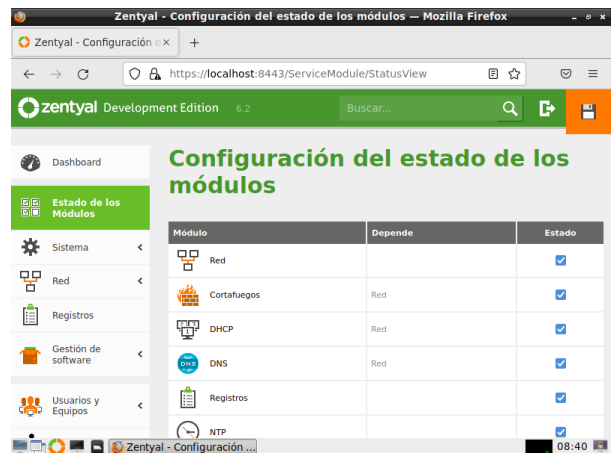 Zentyal - Configuración del estado de los módulos — Mozilla Firefox
Zentyal - Configuración d
https://localhost:8443/ServiceModule/StatusView
zentyal Development Edition 6.2
Buscar...
Dashboard
Estado de los
Módulos
Sistema
Red
Registros
Gestión de
software
Usuarios y
Equipos
Configuración del estado de los
módulos
Módulo Depende Estado
Red
Cortafuegos Red
DHCP Red
DNS DNS Red
Registros
NTP
Zentyal - Configuración ...
08:40